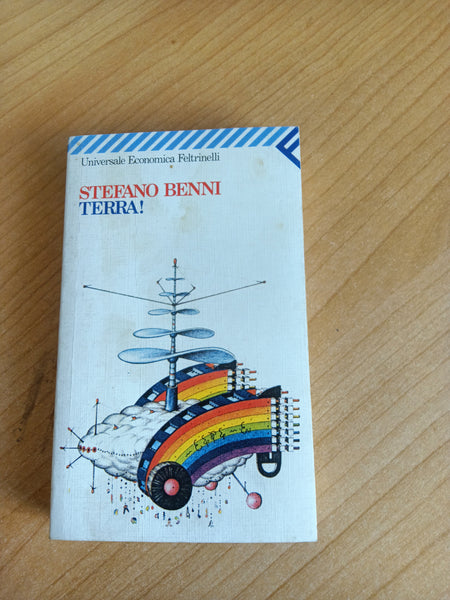 Universale Economica Feltrinelli
STEFANO BENNI
TERRA!